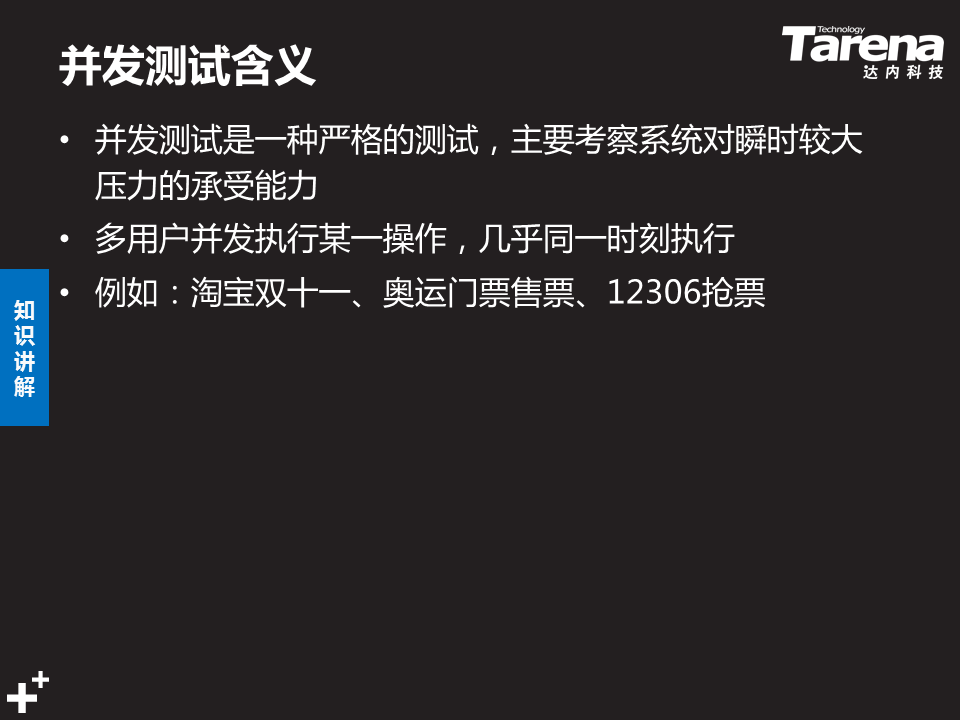 并发测试含义
Technology
Tarena
达内科技
• 并发测试是一种严格的测试，主要考察系统对瞬时较大
压力的承受能力
• 多用户并发执行某一操作，几乎同一时刻执行
• 例如：淘宝双十一、奥运门票售票、12306抢票
知
识
讲
解